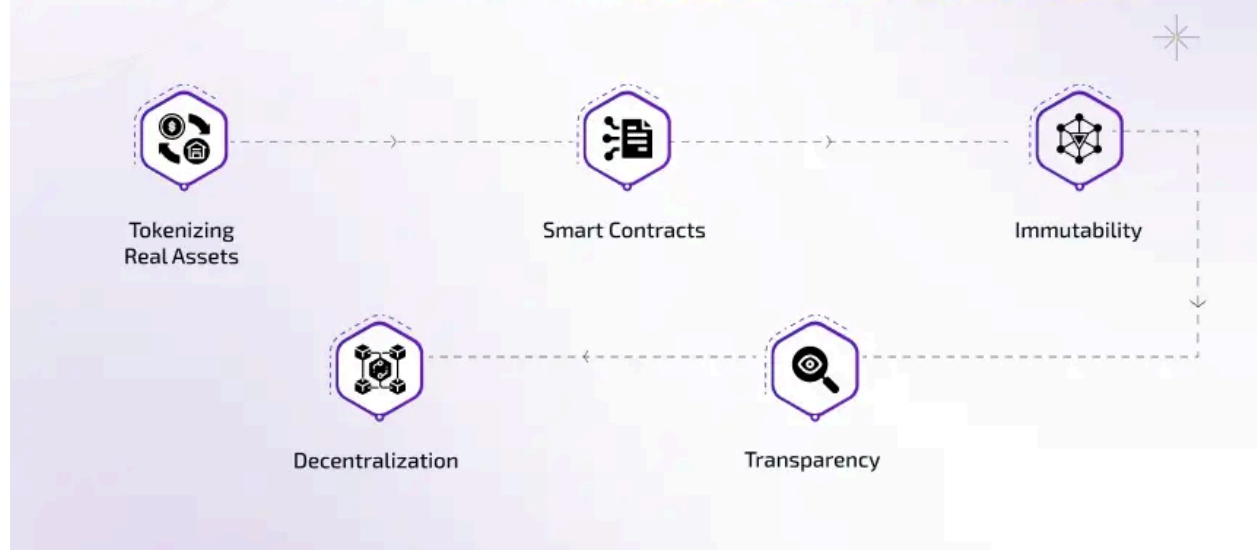 Tokenizing
Real Assets
Smart Contracts
Immutability
Decentralization
Transparency